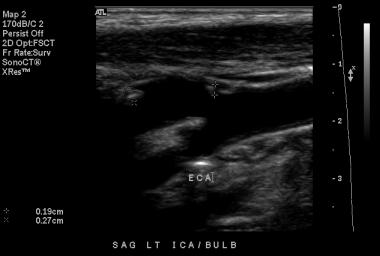 Map 2
170dB/C 2
Persist Off
2D Opt:FSCT
Fr Rate:Surv
SonoCT®
XRes™
ATL
0
1
2
3
ECA
0.19cm
0.27cm
SAG LT ICA/BULB